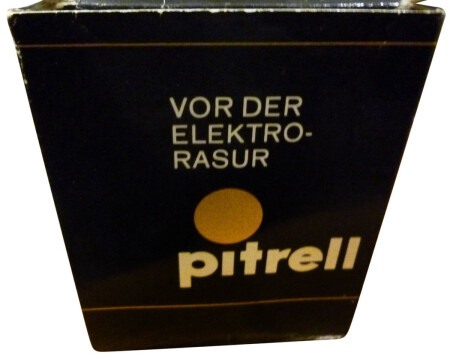 VOR DER
ELEKTRO-
RASUR
pitrell